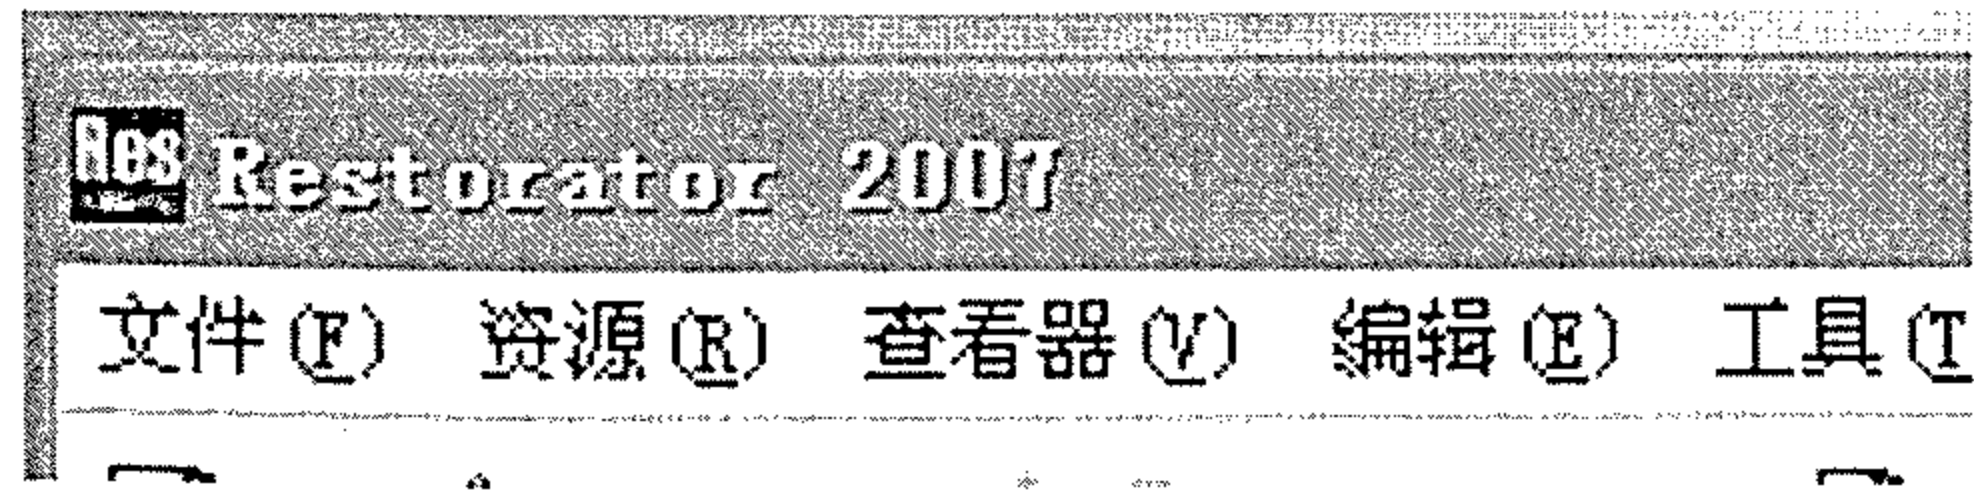 Res Restorator 2007
文件(F) 资源(R) 查看器(V) 编辑(E) 工具(T